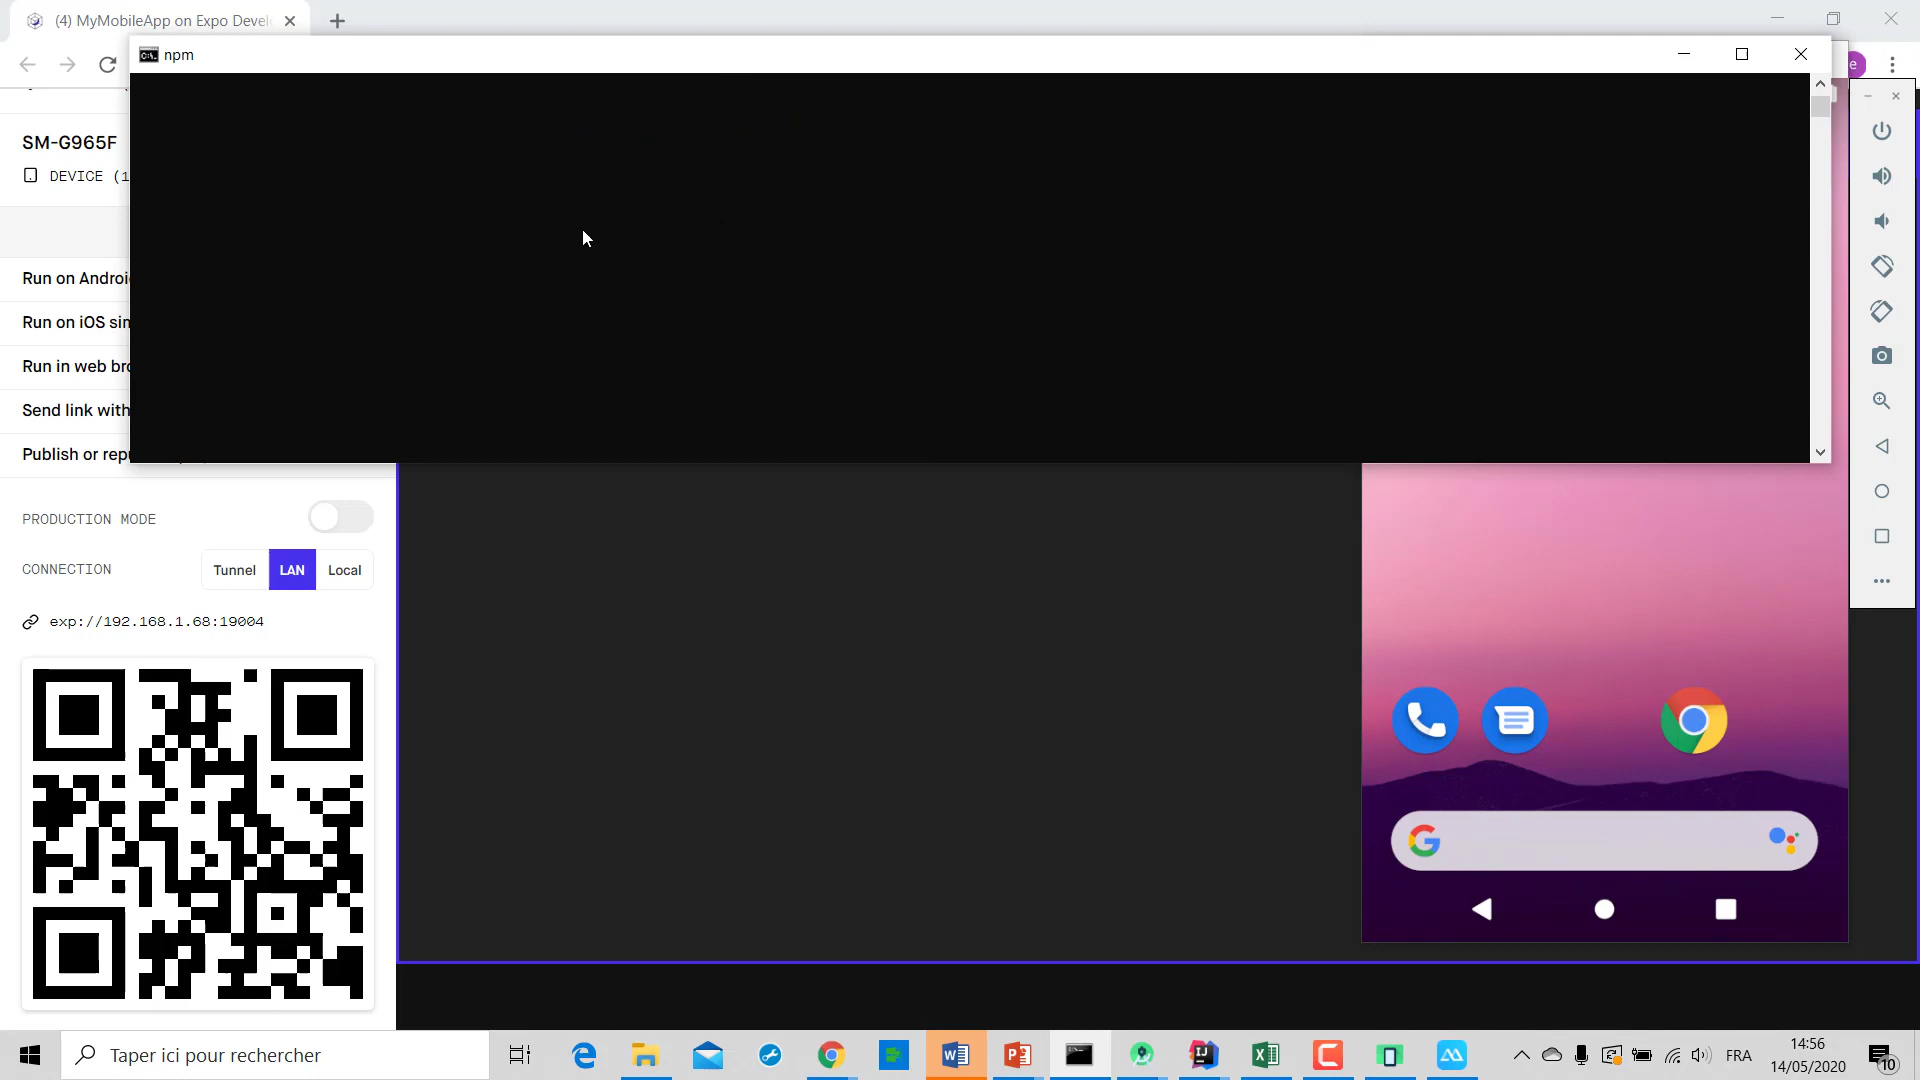 (4) MyMobileApp on Expo Devel
npm
e
SM-G965F
DEVICE (1
Run on Androi
Run on iOS sim
Run in web bro
Send link with
Publish or repu
PRODUCTION MODE
CONNECTION
Tunnel
LAN
Local
exp://192.168.1.68:19004
Taper ici pour rechercher
FRA
14:56
14/05/2020
10